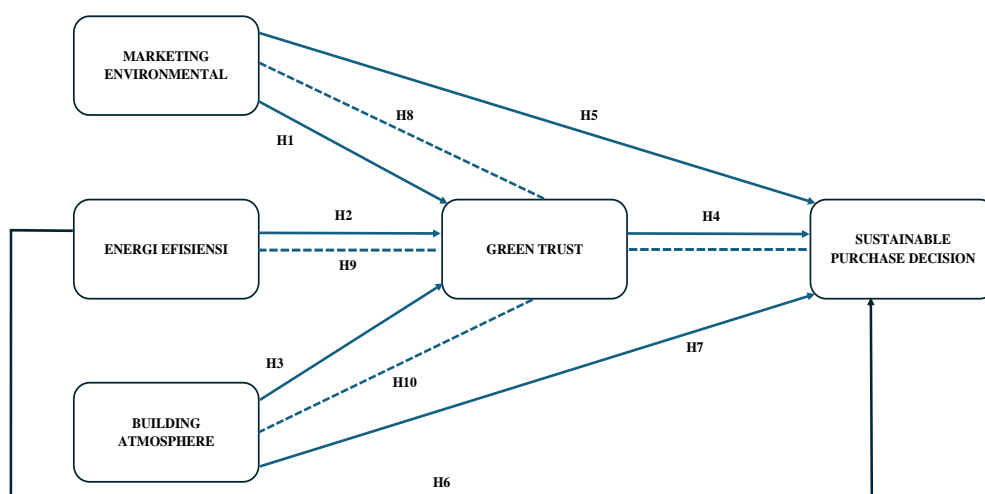 MARKETING
ENVIRONMENTAL
H5
H8
H1
H2
H4
ENERGI EFISIENSI
GREEN TRUST
SUSTAINABLE
PURCHASE DECISION
H9
H3
H7
H10
BUILDING
ATMOSPHERE
H6